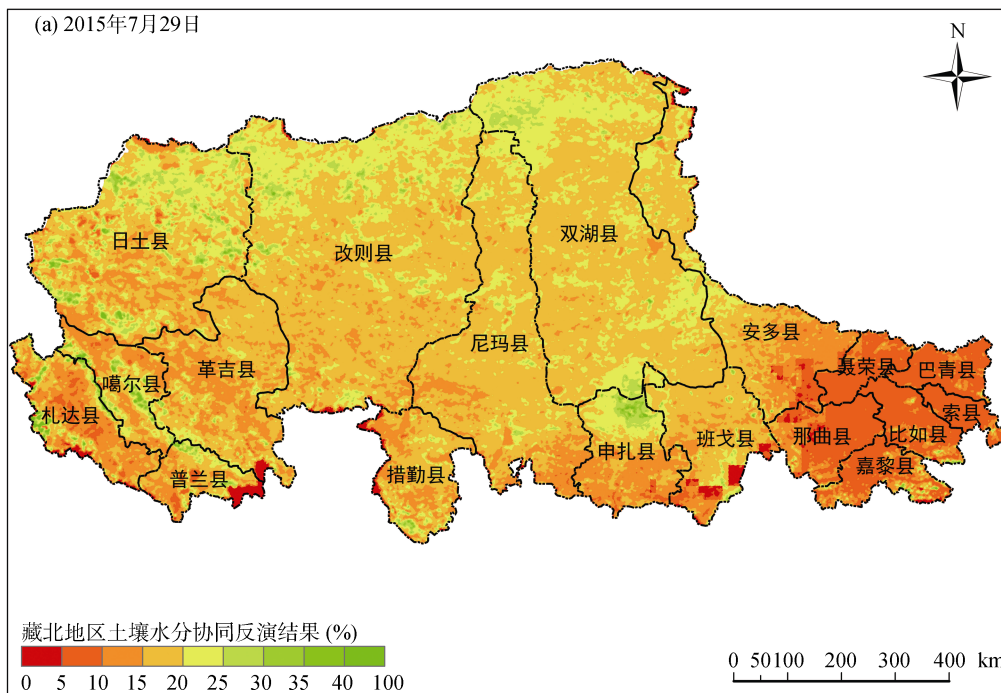 (a) 2015年7月29日
N
双湖县
日土县
改则县
安多县
尼玛县
聂荣县
巴青县
革吉县
噶尔县
索县
札达县
那曲县
比如县
申扎县
班戈县
嘉黎县
普兰县
措勤县
藏北地区土壤水分协同反演结果 (%)
0 5 10 15 20 25 30 35 40 100
0 50 100 200 300 400 km